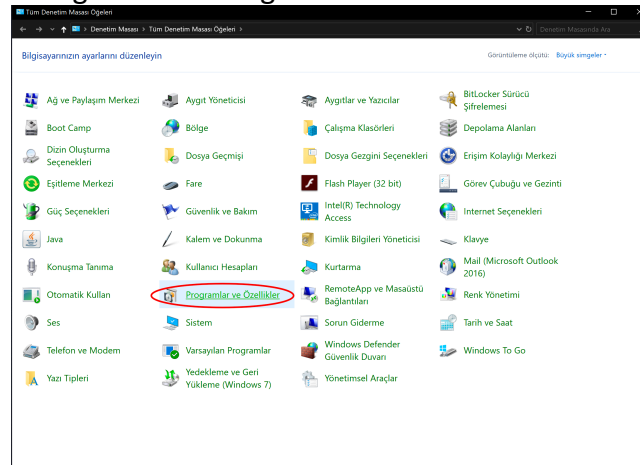 Tüm Denetim Masası Öğeleri
Denetim Masası > Tüm Denetim Masası Öğeleri >
Denetim Masasında Ara
Bilgisayarınızın ayarlarını düzenleyin
Görüntüleme ölçütü: Büyük simgeler
Ağ ve Paylaşım Merkezi
Aygıt Yöneticisi
Aygıtlar ve Yazıcılar
BitLocker Sürücü
Şifrelemesi
Boot Camp
Bölge
Çalışma Klasörleri
Depolama Alanları
Dizin Oluşturma
Seçenekleri
Dosya Geçmişi
Dosya Gezgini Seçenekleri
Erişim Kolaylığı Merkezi
Eşitleme Merkezi
Fare
Flash Player (32 bit)
Görev Çubuğu ve Gezinti
Güç Seçenekleri
Güvenlik ve Bakım
Intel(R) Technology
Access
Internet Seçenekleri
Java
Kalem ve Dokunma
Kimlik Bilgileri Yöneticisi
Klavye
Konuşma Tanıma
Kullanıcı Hesapları
Kurtarma
Mail (Microsoft Outlook
2016)
Otomatik Kullan
Programlar ve Özellikler
RemoteApp ve Masaüstü
Bağlantıları
Renk Yönetimi
Ses
Sistem
Sorun Giderme
Tarih ve Saat
Telefon ve Modem
Varsayılan Programlar
Windows Defender
Güvenlik Duvarı
Windows To Go
Yazı Tipleri
Yedekleme ve Geri
Yükleme (Windows 7)
Yönetimsel Araçlar